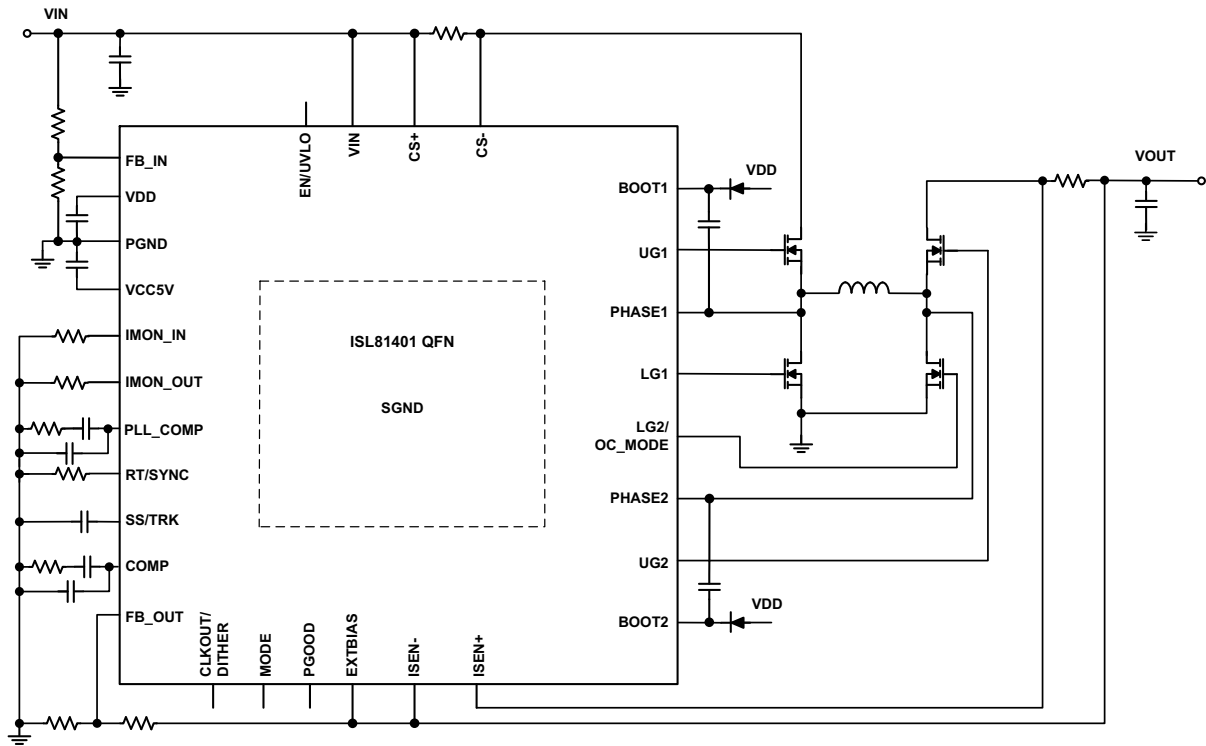 VIN
EN/UVLO
VIN
CS+
CS-
FB_IN
VDD
PGND
VCC5V
IMON_IN
IMON_OUT
PLL_COMP
RT/SYNC
SS/TRK
COMP
FB_OUT
ISL81401 QFN
SGND
BOOT1
VDD
UG1
PHASE1
LG1
LG2/
OC_MODE
PHASE2
UG2
BOOT2
VDD
VOUT
CLKOUT/
DITHER
MODE
PGOOD
EXTBIAS
ISEN-
ISEN+